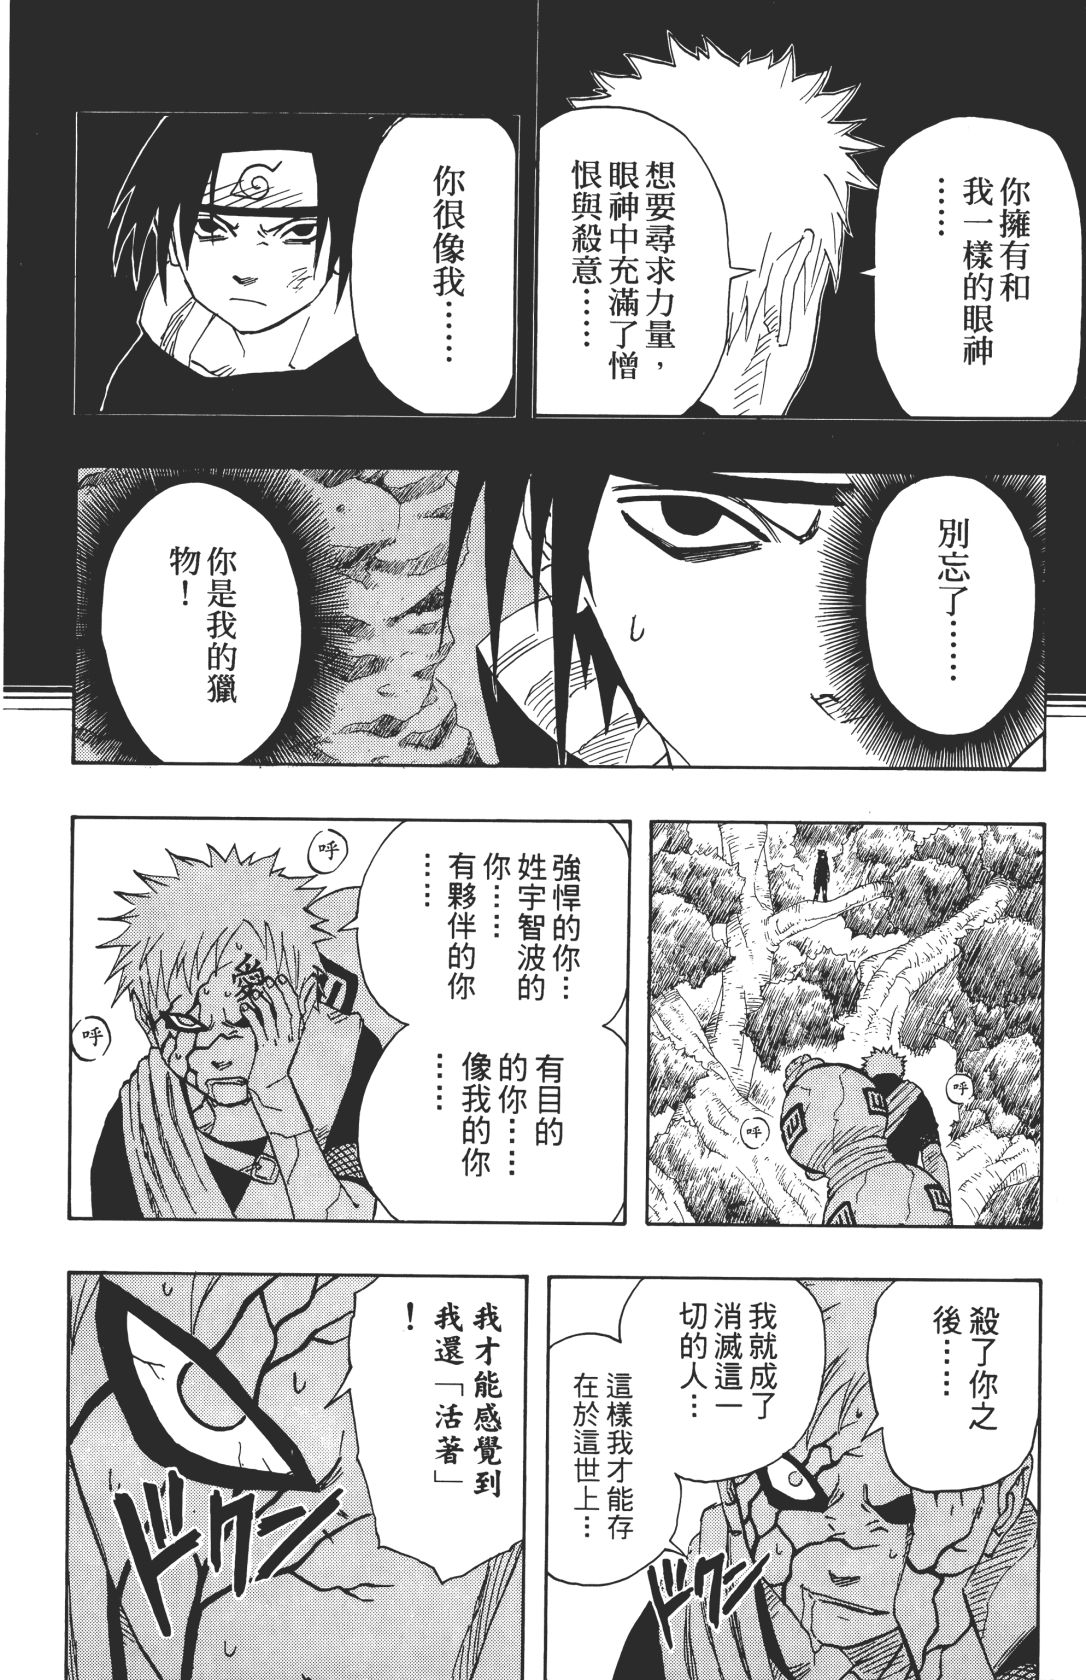 你擁有和
我一樣的眼神
……
想要尋求力量，
眼神中充滿了憎
恨與殺意……
你很像我……
別忘了……
你是我的獵
物！
呼
呼
強悍的你…
姓宇智波的
你……
有夥伴的你
……
有目的
的你……
像我的你
……
呼
愛
呼
殺了你之
後……
我就成了
消滅這一
切的人…
這樣我才能存
在於這世上…
ドクン
我才能感覺到
我還「活著」
！
ドクン